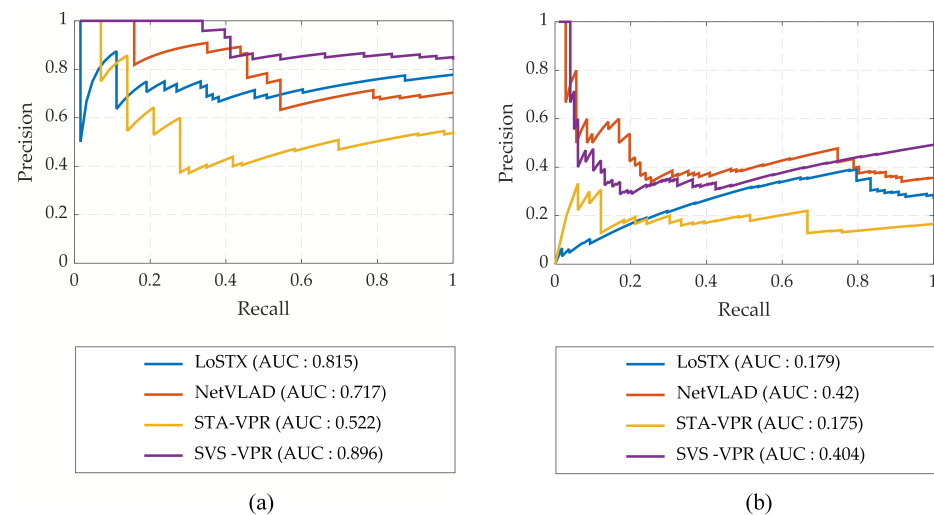 1
0.8
0.6
0.4
0.2
0
0
0.2
0.4
0.6
0.8
1
Precision
Recall
LoSTX (AUC : 0.815)
NetVLAD (AUC : 0.717)
STA-VPR (AUC : 0.522)
SVS -VPR (AUC : 0.896)
(a)
1
0.8
0.6
0.4
0.2
0
0
0.2
0.4
0.6
0.8
1
Precision
Recall
LoSTX (AUC : 0.179)
NetVLAD (AUC : 0.42)
STA-VPR (AUC : 0.175)
SVS -VPR (AUC : 0.404)
(b)